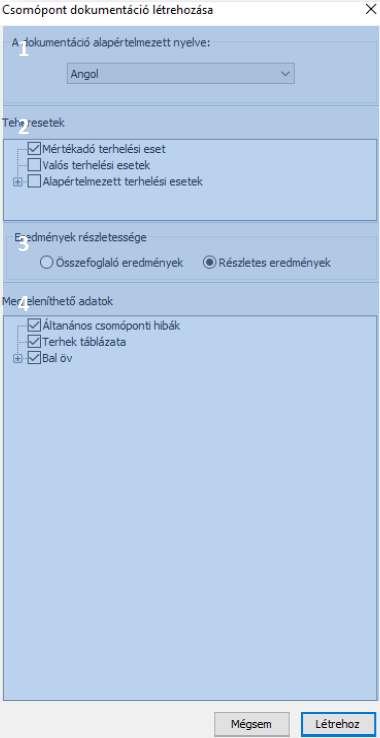 Csomópont dokumentáció létrehozása
A dokumentáció alapértelmezett nyelve:
1
Angol
Teheresetek
2
Mértékadó terhelési eset
Valós terhelési esetek
Alapértelmezett terhelési esetek
Eredmények részletessége
3
Összefoglaló eredmények Részletes eredmények
Megjeleníthető adatok
4
Áltanános csomóponti hibák
Terhek táblázata
Bal öv
Mégsem Létrehoz